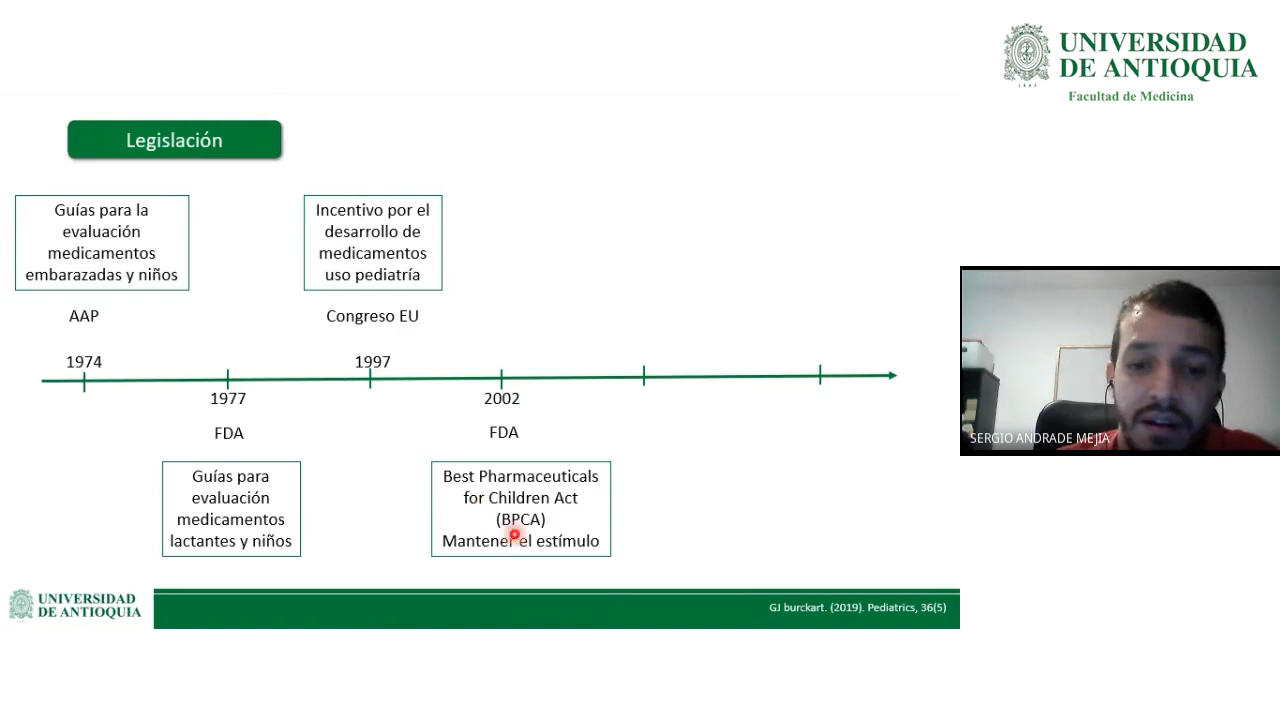 UNIVERSIDAD
DE ANTIOQUIA
1803
Facultad de Medicina
Legislación
Guías para la
evaluación
medicamentos
embarazadas y niños
AAP
1974
Incentivo por el
desarrollo de
medicamentos
uso pediatría
Congreso EU
1997
1977
FDA
Guías para
evaluación
medicamentos
lactantes y niños
2002
FDA
Best Pharmaceuticals
for Children Act
(BPCA)
Mantener el estímulo
SERGIO ANDRADE MEJIA
UNIVERSIDAD
DE ANTIOQUIA
GJ burckart. (2019). Pediatrics, 36(5)